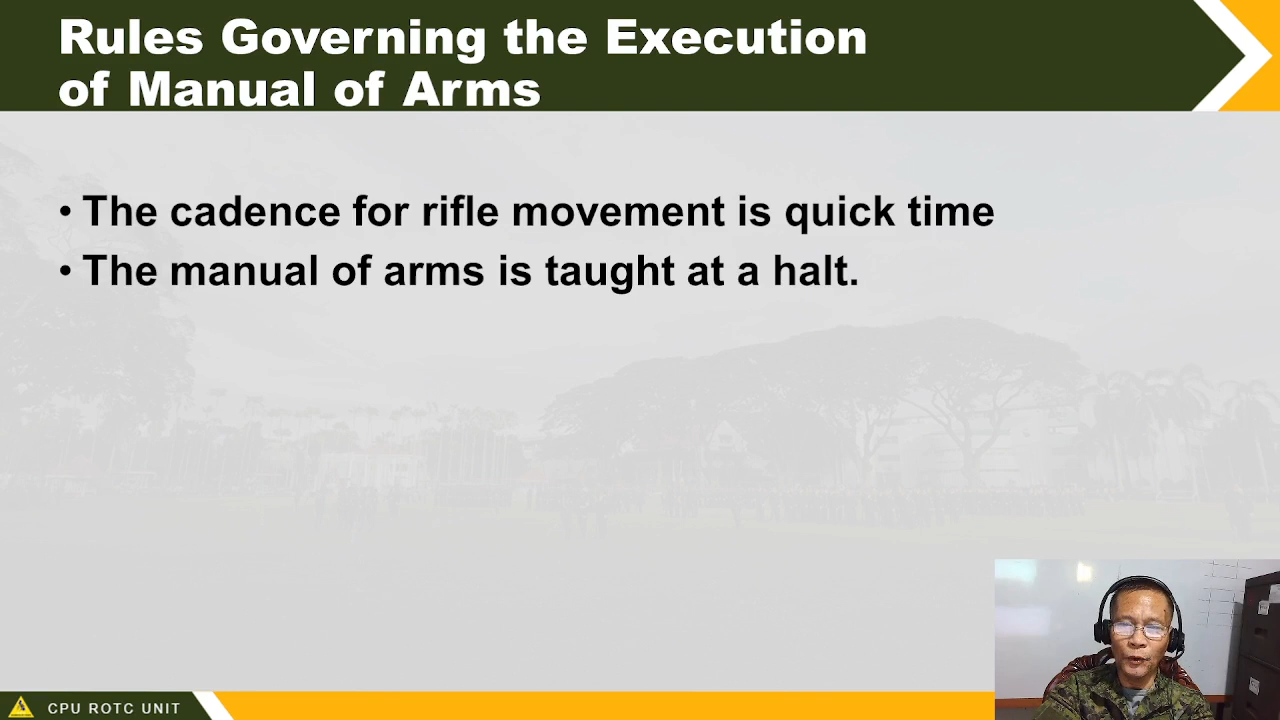 Rules Governing the Execution
of Manual of Arms
• The cadence for rifle movement is quick time
• The manual of arms is taught at a halt.
CPU ROTC UNIT